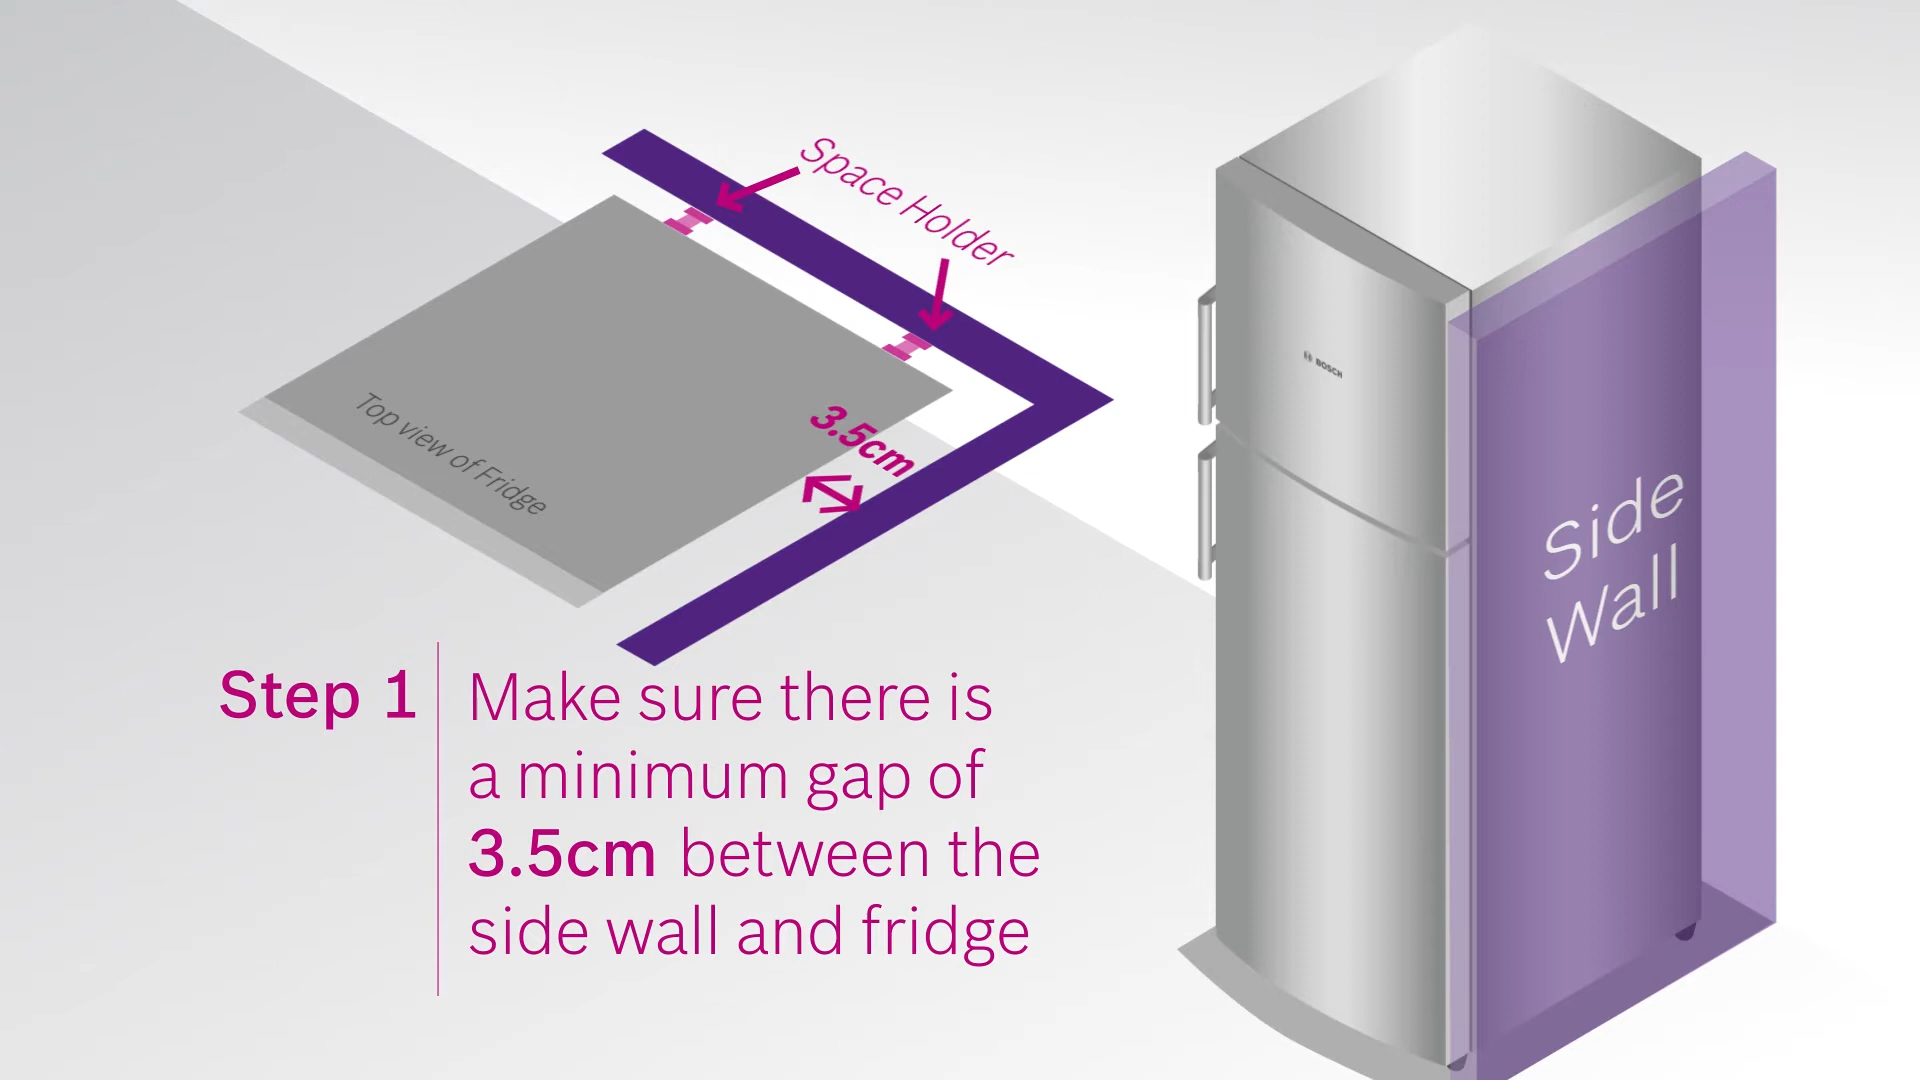 Space Holder
3.5cm
Top view of Fridge
BOSCH
Side
Wall
Step 1
Make sure there is
a minimum gap of
3.5cm between the
side wall and fridge